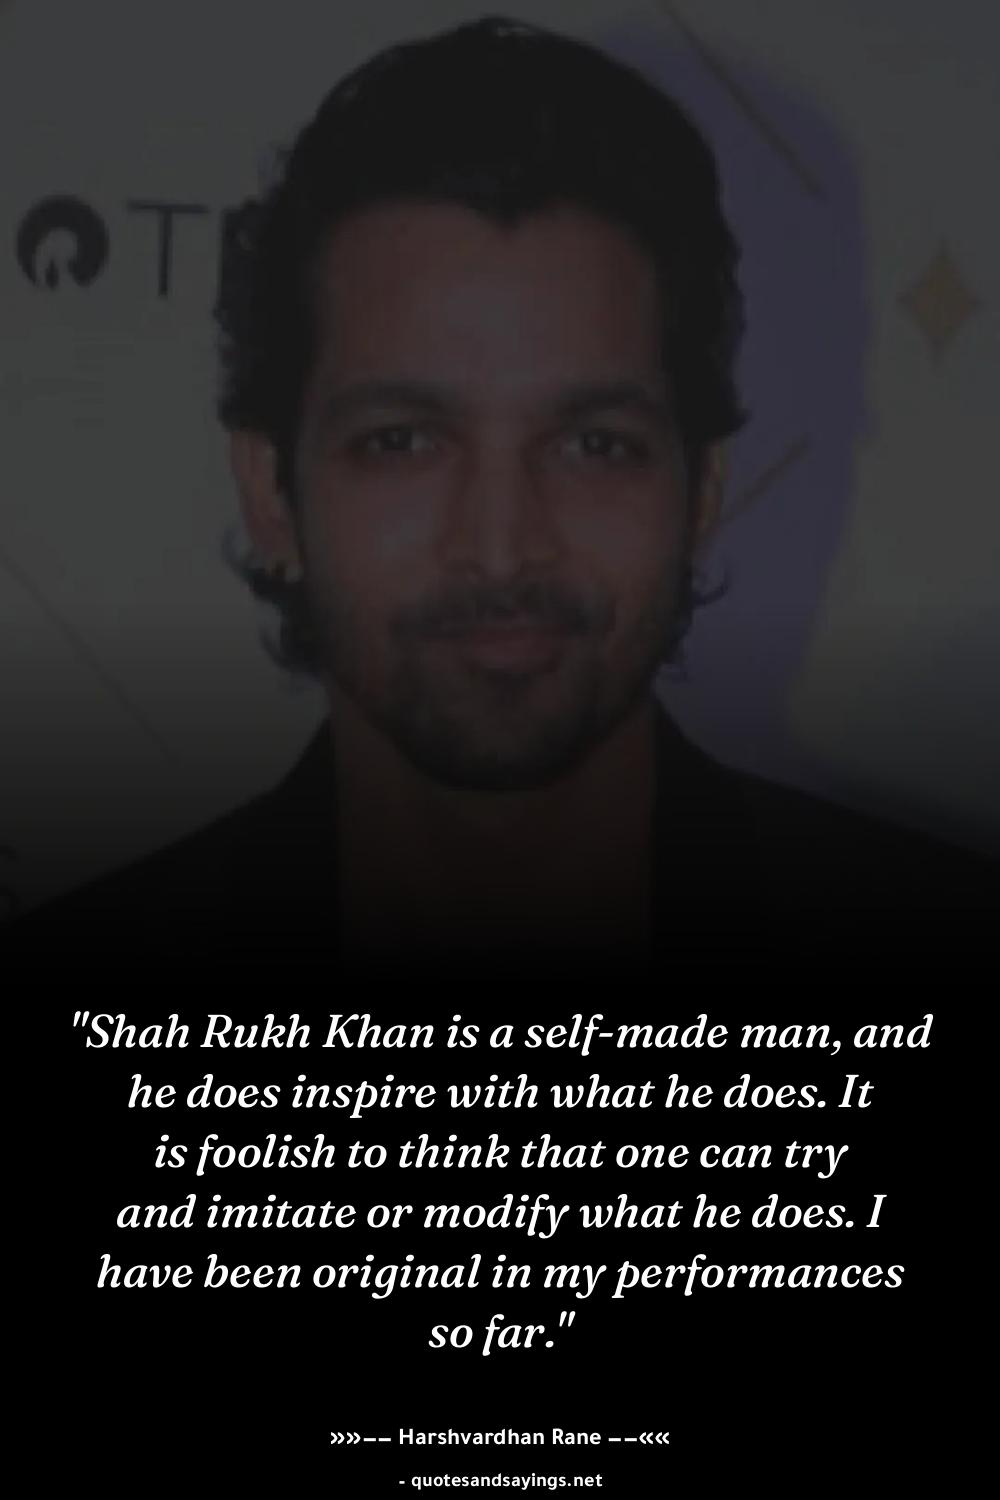 T
"Shah Rukh Khan is a self-made man, and
he does inspire with what he does. It
is foolish to think that one can try
and imitate or modify what he does. I
have been original in my performances
so far."
»»−− Harshvardhan Rane −−««
- quotesandsayings.net